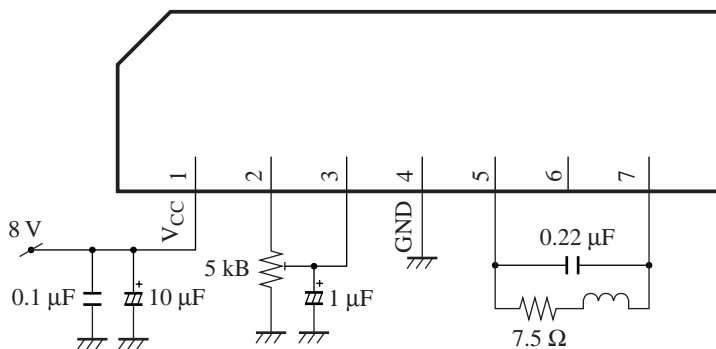 1 2 3 4 5 6 7
V_CC
GND
8 V
0.22 µF
5 kB
0.1 µF
10 µF
+
1 µF
+
7.5 Ω